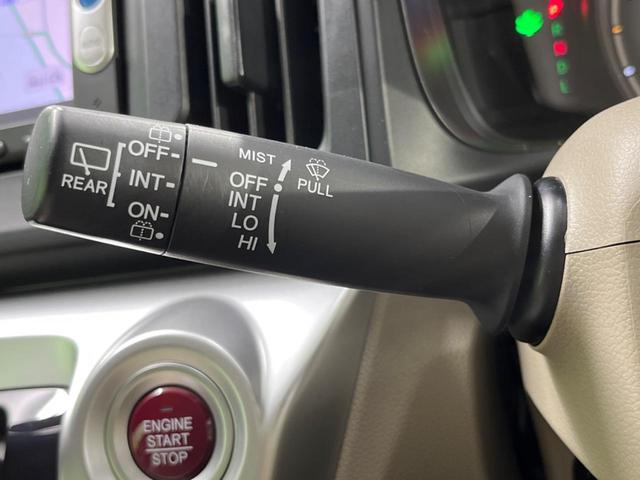 OFF-
INT-
ON-
REAR
MIST
OFF
INT
LO
HI
PULL
ENGINE
START
STOP
P
R
N
D